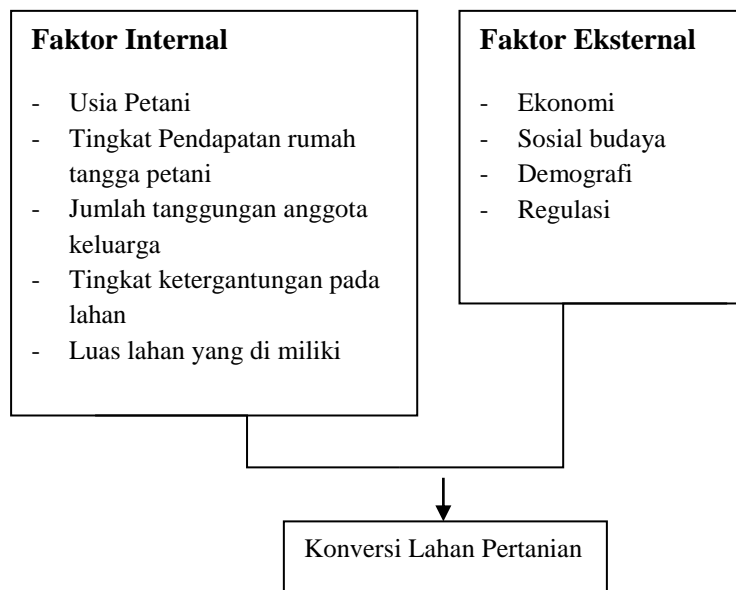 Faktor Internal
- Usia Petani
- Tingkat Pendapatan rumah
tangga petani
- Jumlah tanggungan anggota
keluarga
- Tingkat ketergantungan pada
lahan
- Luas lahan yang di miliki
Faktor Eksternal
- Ekonomi
- Sosial budaya
- Demografi
- Regulasi
Konversi Lahan Pertanian